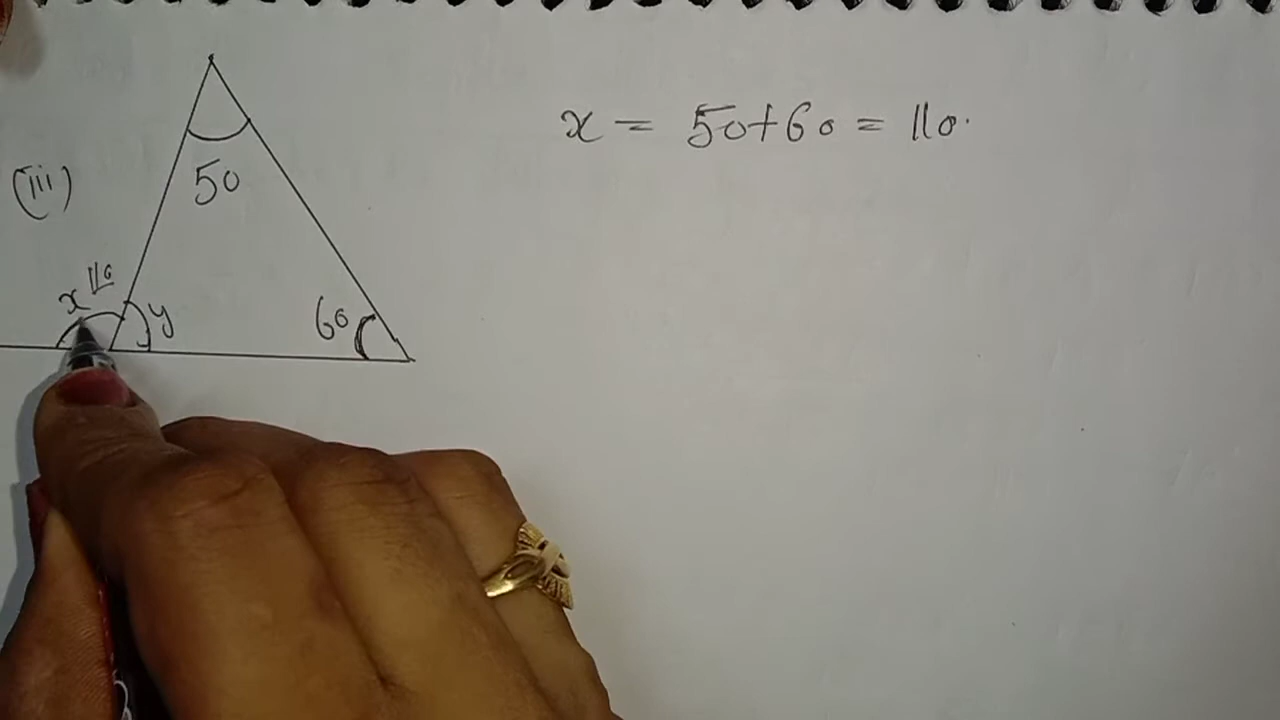 x = 50+60 = 110.
(iii)
50
x 110
y
60